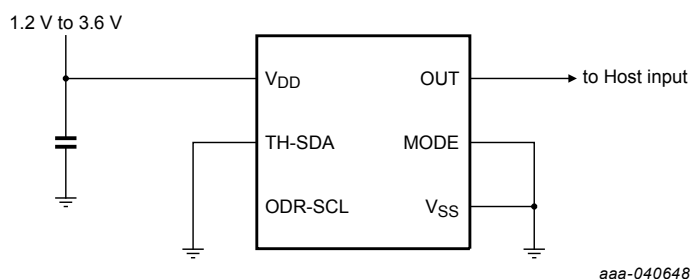 1.2 V to 3.6 V
VDD
OUT
to Host input
TH-SDA
MODE
ODR-SCL
VSS
aaa-040648